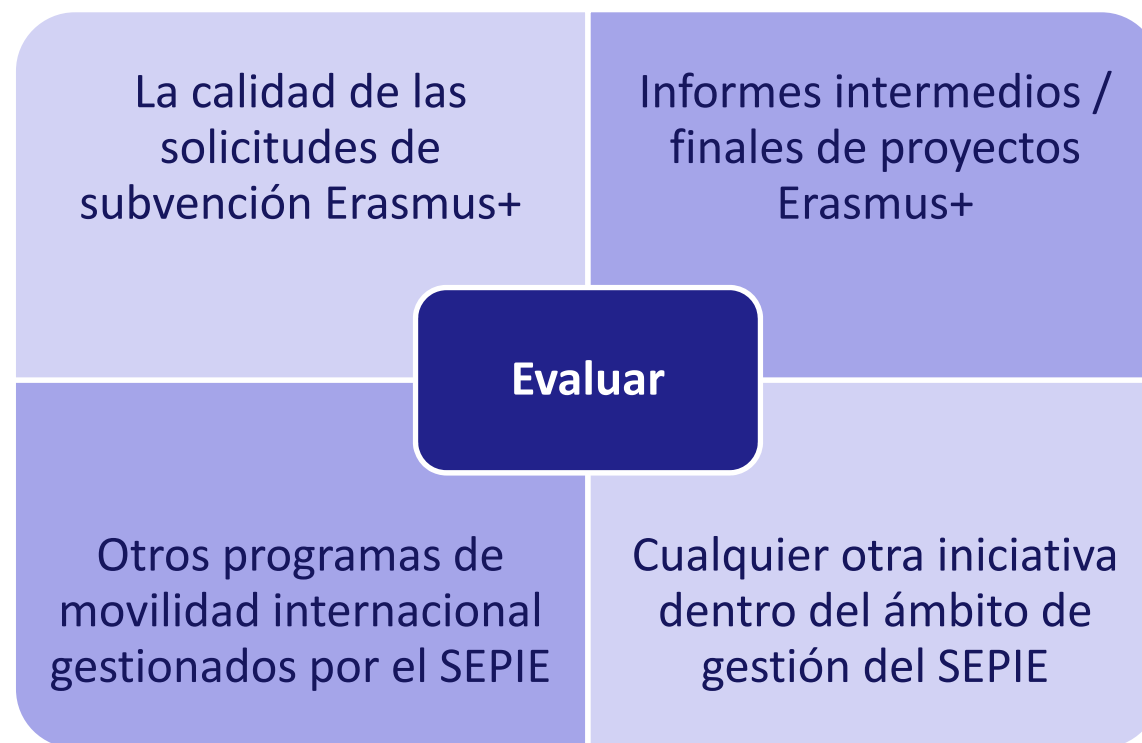 La calidad de las
solicitudes de
subvención Erasmus+
Informes intermedios /
finales de proyectos
Erasmus+
Evaluar
Otros programas de
movilidad internacional
gestionados por el SEPIE
Cualquier otra iniciativa
dentro del ámbito de
gestión del SEPIE